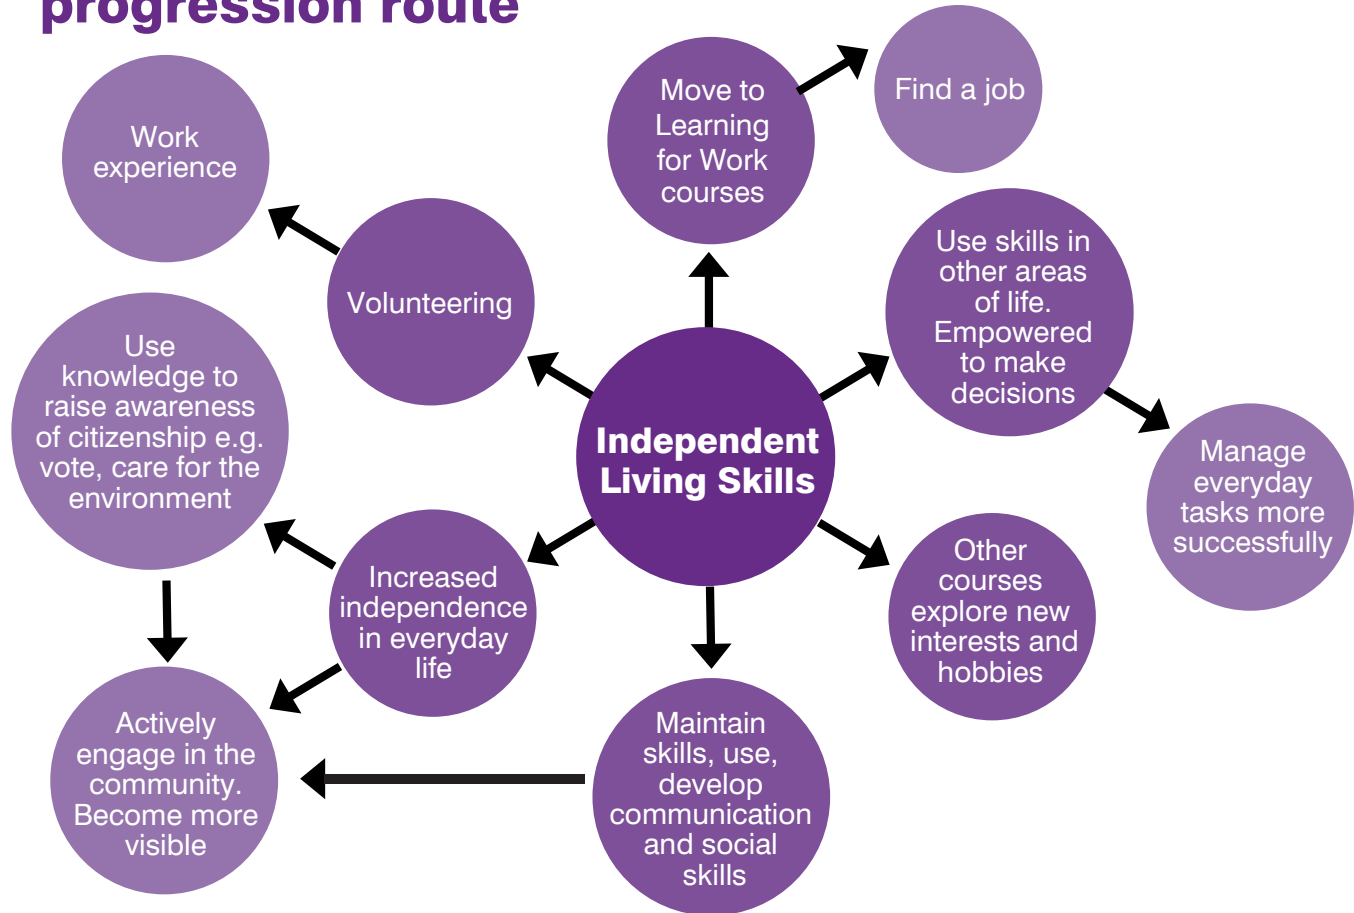 progression route
Work
experience
Move to
Learning
for Work
courses
Find a job
Volunteering
Use skills in
other areas
of life.
Empowered
to make
decisions
Use
knowledge to
raise awareness
of citizenship e.g.
vote, care for the
environment
Independent
Living Skills
Manage
everyday
tasks more
successfully
Increased
independence
in everyday
life
Other
courses
explore new
interests and
hobbies
Actively
engage in the
community.
Become more
visible
Maintain
skills, use,
develop
communication
and social
skills